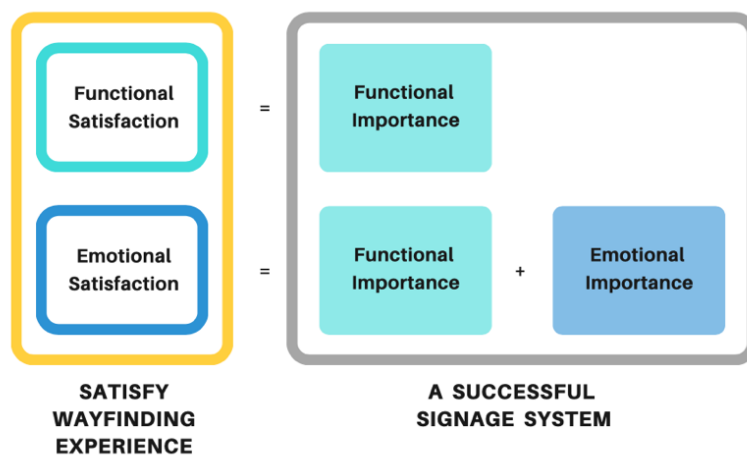 Functional
Satisfaction
=
Functional
Importance
Emotional
Satisfaction
=
Functional
Importance
+
Emotional
Importance
SATISFY
WAYFINDING
EXPERIENCE
A SUCCESSFUL
SIGNAGE SYSTEM